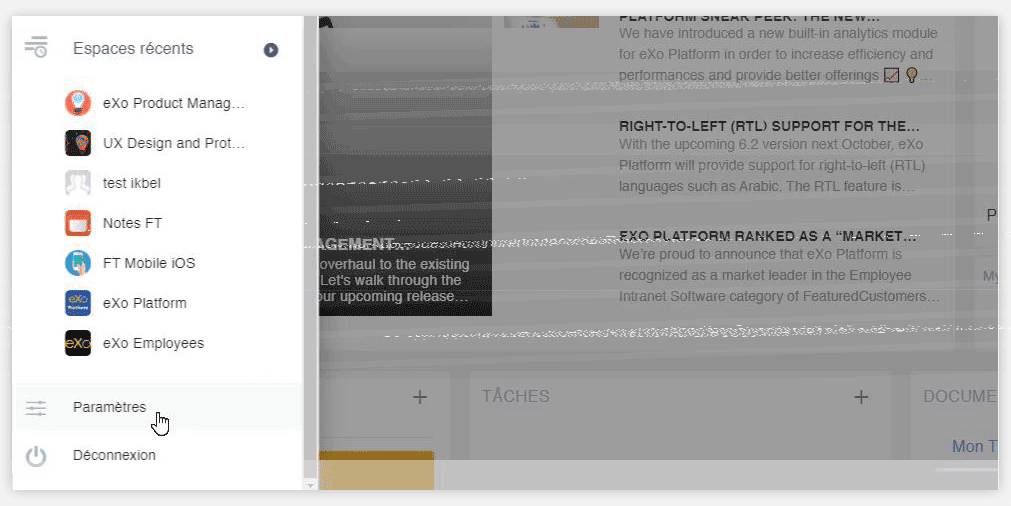 Espaces récents
eXo Product Manag...
UX Design and Prot...
test ikbel
Notes FT
FT Mobile iOS
eXo Platform
eXo Employees
Paramètres
Déconnexion
AGEMENT...
overhaul to the existing
Let's walk through the
our upcoming release...
PLATFORM SNEAK PEEK: THE NEW...
We have introduced a new built-in analytics module
for eXo Platform in order to increase efficiency and
performances and provide better offerings 📈 💡...
RIGHT-TO-LEFT (RTL) SUPPORT FOR THE...
With the upcoming 6.2 version next October, eXo
Platform will provide support for right-to-left (RTL)
languages such as Arabic. The RTL feature is...
EXO PLATFORM RANKED AS A “MARKET...
We're proud to announce that eXo Platform is
recognized as a market leader in the Employee
Intranet Software category of FeaturedCustomers...
P
My
+
TÂCHES +
DOCUME
Mon T